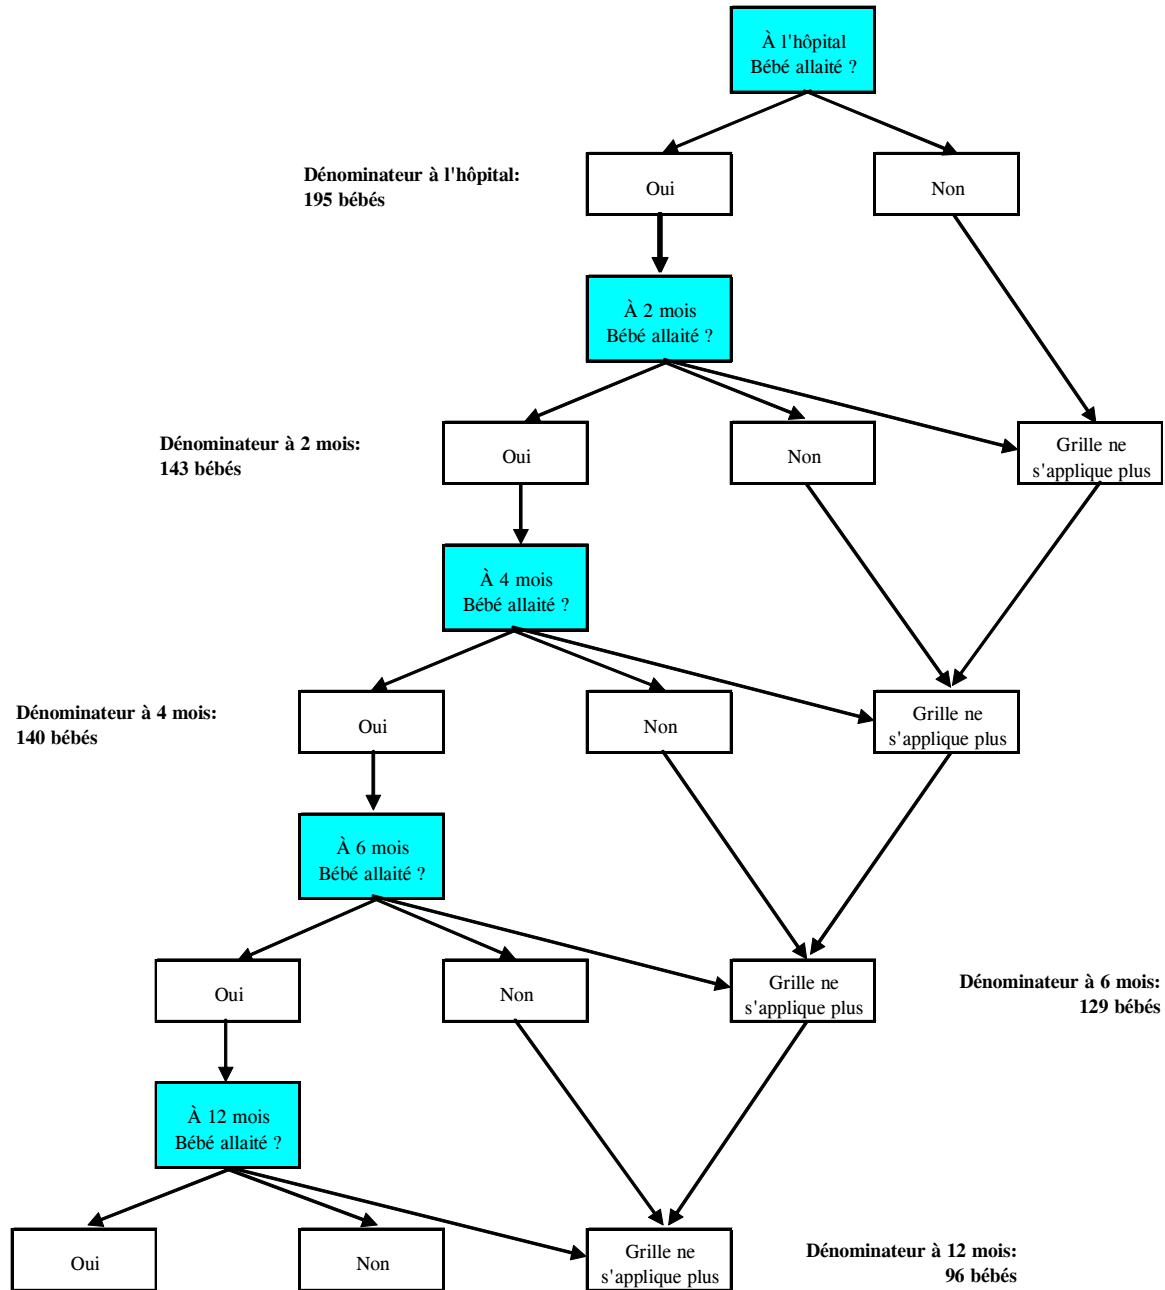 À l'hôpital
Bébé allaité ?
Dénominateur à l'hôpital:
195 bébés
Oui
Non
À 2 mois
Bébé allaité ?
Dénominateur à 2 mois:
143 bébés
Oui
Non
Grille ne
s'applique plus
À 4 mois
Bébé allaité ?
Dénominateur à 4 mois:
140 bébés
Oui
Non
Grille ne
s'applique plus
À 6 mois
Bébé allaité ?
Oui
Non
Grille ne
s'applique plus
Dénominateur à 6 mois:
129 bébés
À 12 mois
Bébé allaité ?
Oui
Non
Grille ne
s'applique plus
Dénominateur à 12 mois:
96 bébés